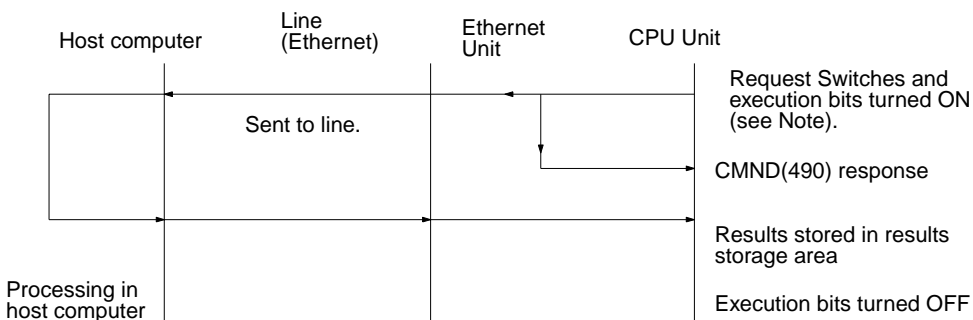 Host computer
Line
(Ethernet)
Ethernet
Unit
CPU Unit
Request Switches and
execution bits turned ON
(see Note).
Sent to line.
CMND(490) response
Results stored in results
storage area
Processing in
host computer
Execution bits turned OFF